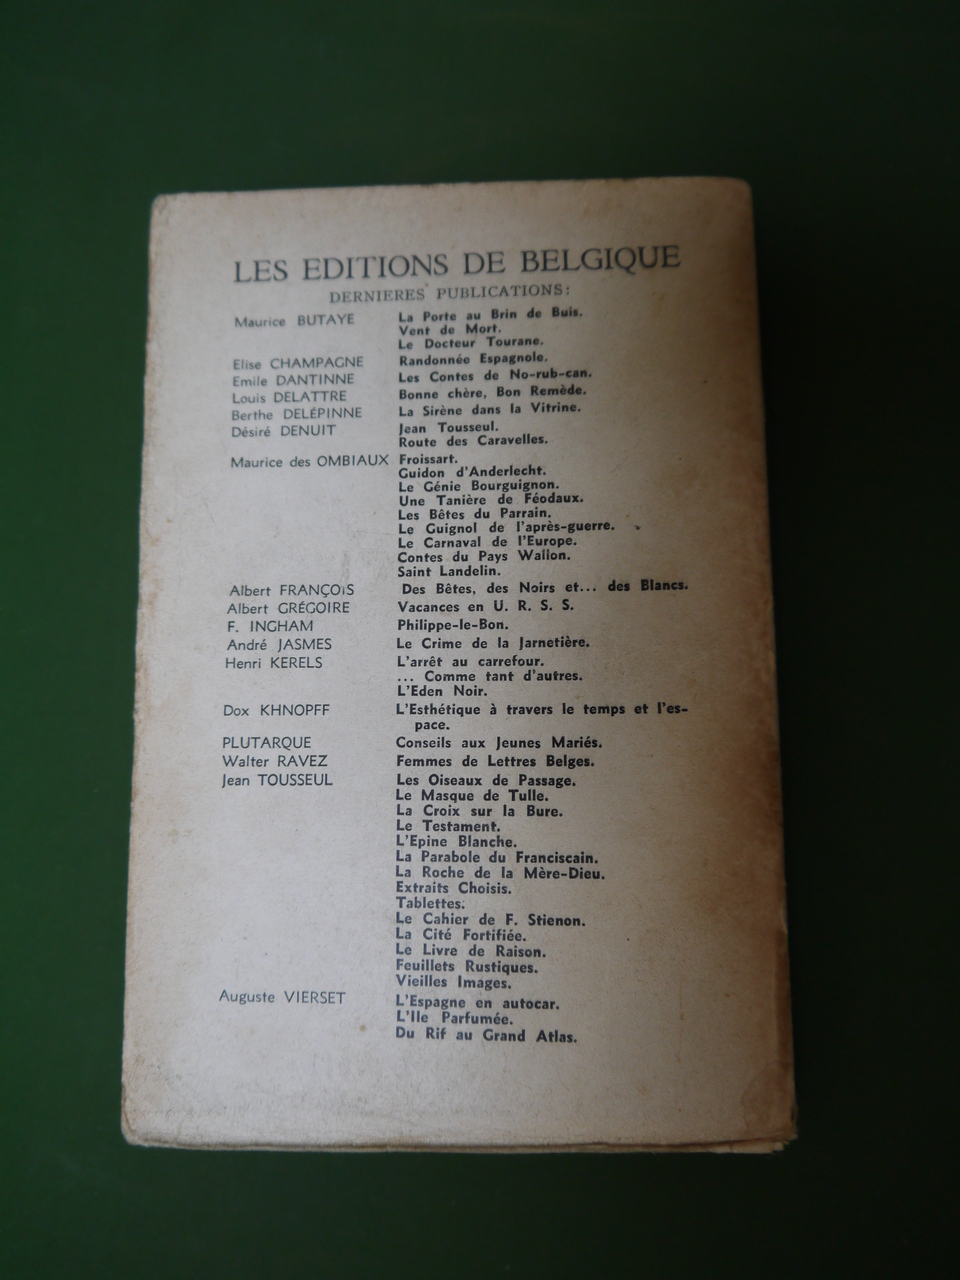 LES EDITIONS DE BELGIQUE
DERNIERES PUBLICATIONS:
Maurice BUTAYE La Porte au Brin de Buis.
Vent de Mort.
Le Docteur Tourane.
Elise CHAMPAGNE Randonnée Espagnole.
Emile DANTINNE Les Contes de No-rub-can.
Louis DELATTRE Bonne chère, Bon Remède.
Berthe DELÉPINNE La Sirène dans la Vitrine.
Désiré DENUIT Jean Tousseul.
Route des Caravelles.
Maurice des OMBIAUX Froissart.
Guidon d'Anderlecht.
Le Génie Bourguignon.
Une Tanière de Féodaux.
Les Bêtes du Parrain.
Le Guignol de l'après-guerre.
Le Carnaval de l'Europe.
Contes du Pays Wallon.
Saint Landelin.
Albert FRANÇOiS Des Bêtes, des Noirs et... des Blancs.
Albert GRÉGOIRE Vacances en U. R. S. S.
F. INGHAM Philippe-le-Bon.
André JASMES Le Crime de la Jarnetière.
Henri KERELS L'arrêt au carrefour.
... Comme tant d'autres.
L'Eden Noir.
Dox KHNOPFF L'Esthétique à travers le temps et l'es-
pace.
PLUTARQUE Conseils aux Jeunes Mariés.
Walter RAVEZ Femmes de Lettres Belges.
Jean TOUSSEUL Les Oiseaux de Passage.
Le Masque de Tulle.
La Croix sur la Bure.
Le Testament.
L'Epine Blanche.
La Parabole du Franciscain.
La Roche de la Mère-Dieu.
Extraits Choisis.
Tablettes.
Le Cahier de F. Stienon.
La Cité Fortifiée.
Le Livre de Raison.
Feuillets Rustiques.
Vieilles Images.
Auguste VIERSET L'Espagne en autocar.
L'Ile Parfumée.
Du Rif au Grand Atlas.